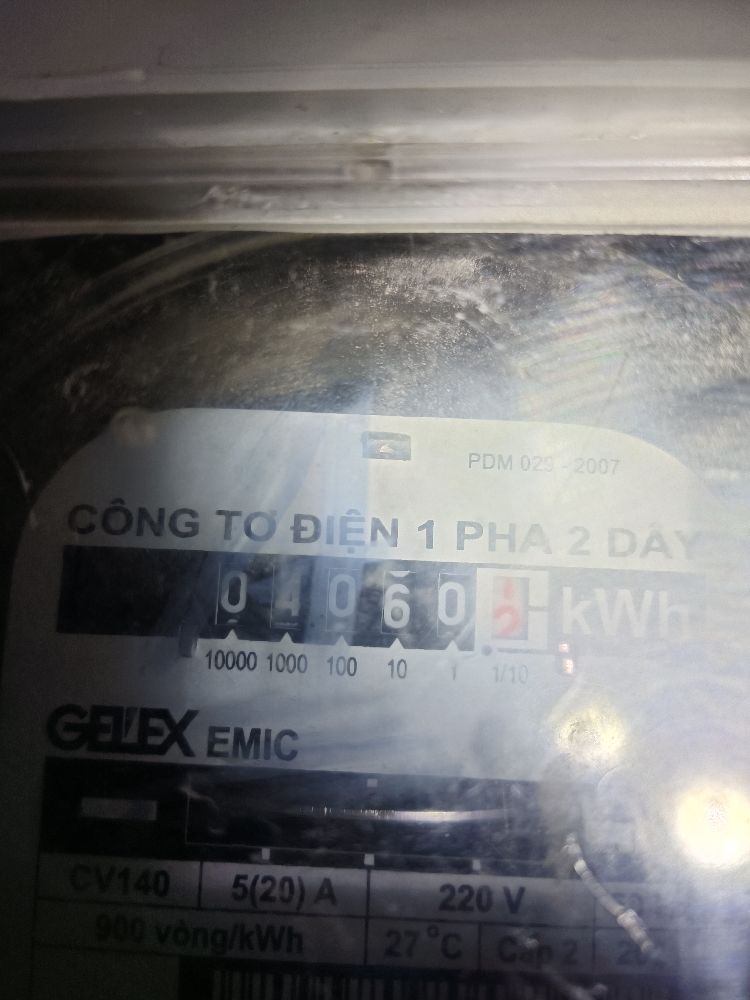 PDM 029 - 2007
CÔNG TƠ ĐIỆN 1 PHA 2 DÂY
0 4 0 6 0 kWh
10000 1000 100 10 1 1/10
GELEX EMIC
CV140 5(20) A 220 V
900 vòng/kWh 27°C Cấp 2